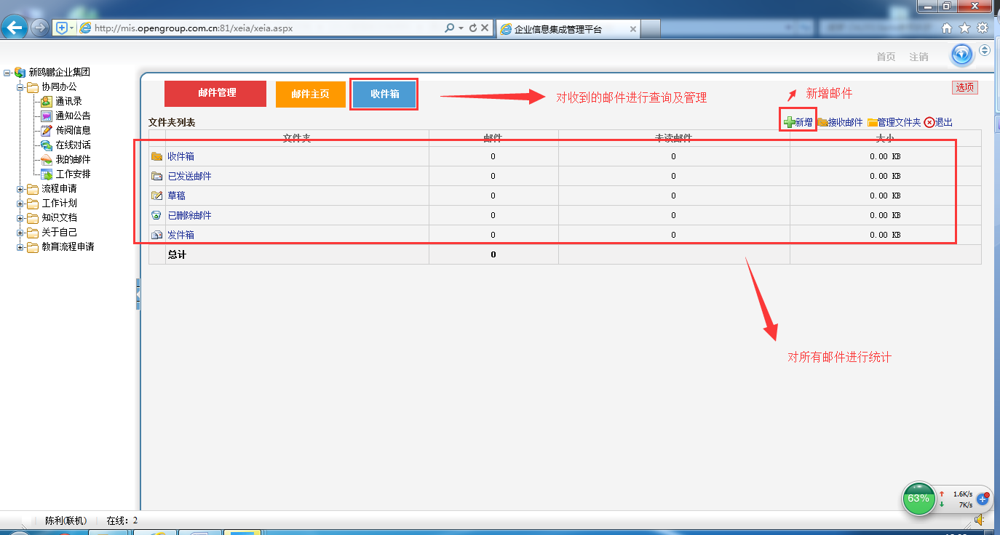 http://mis.opengroup.com.cn:81/xeia/xeia.aspx
企业信息集成管理平台
首页 注销
新鸥鹏企业集团
协同办公
通讯录
通知公告
传阅信息
在线对话
我的邮件
工作安排
流程申请
工作计划
知识文档
关于自己
教育流程申请
邮件管理 邮件主页 收件箱
对收到的邮件进行查询及管理
新增邮件
选项
文件夹列表
新增 接收邮件 管理文件夹 退出
文件夹 邮件 未读邮件 大小
收件箱 0 0 0.00 KB
已发送邮件 0 0 0.00 KB
草稿 0 0 0.00 KB
已删除邮件 0 0 0.00 KB
发件箱 0 0 0.00 KB
总计 0
对所有邮件进行统计
63%
1.6K/s
7K/s
陈利(联机) 在线：2